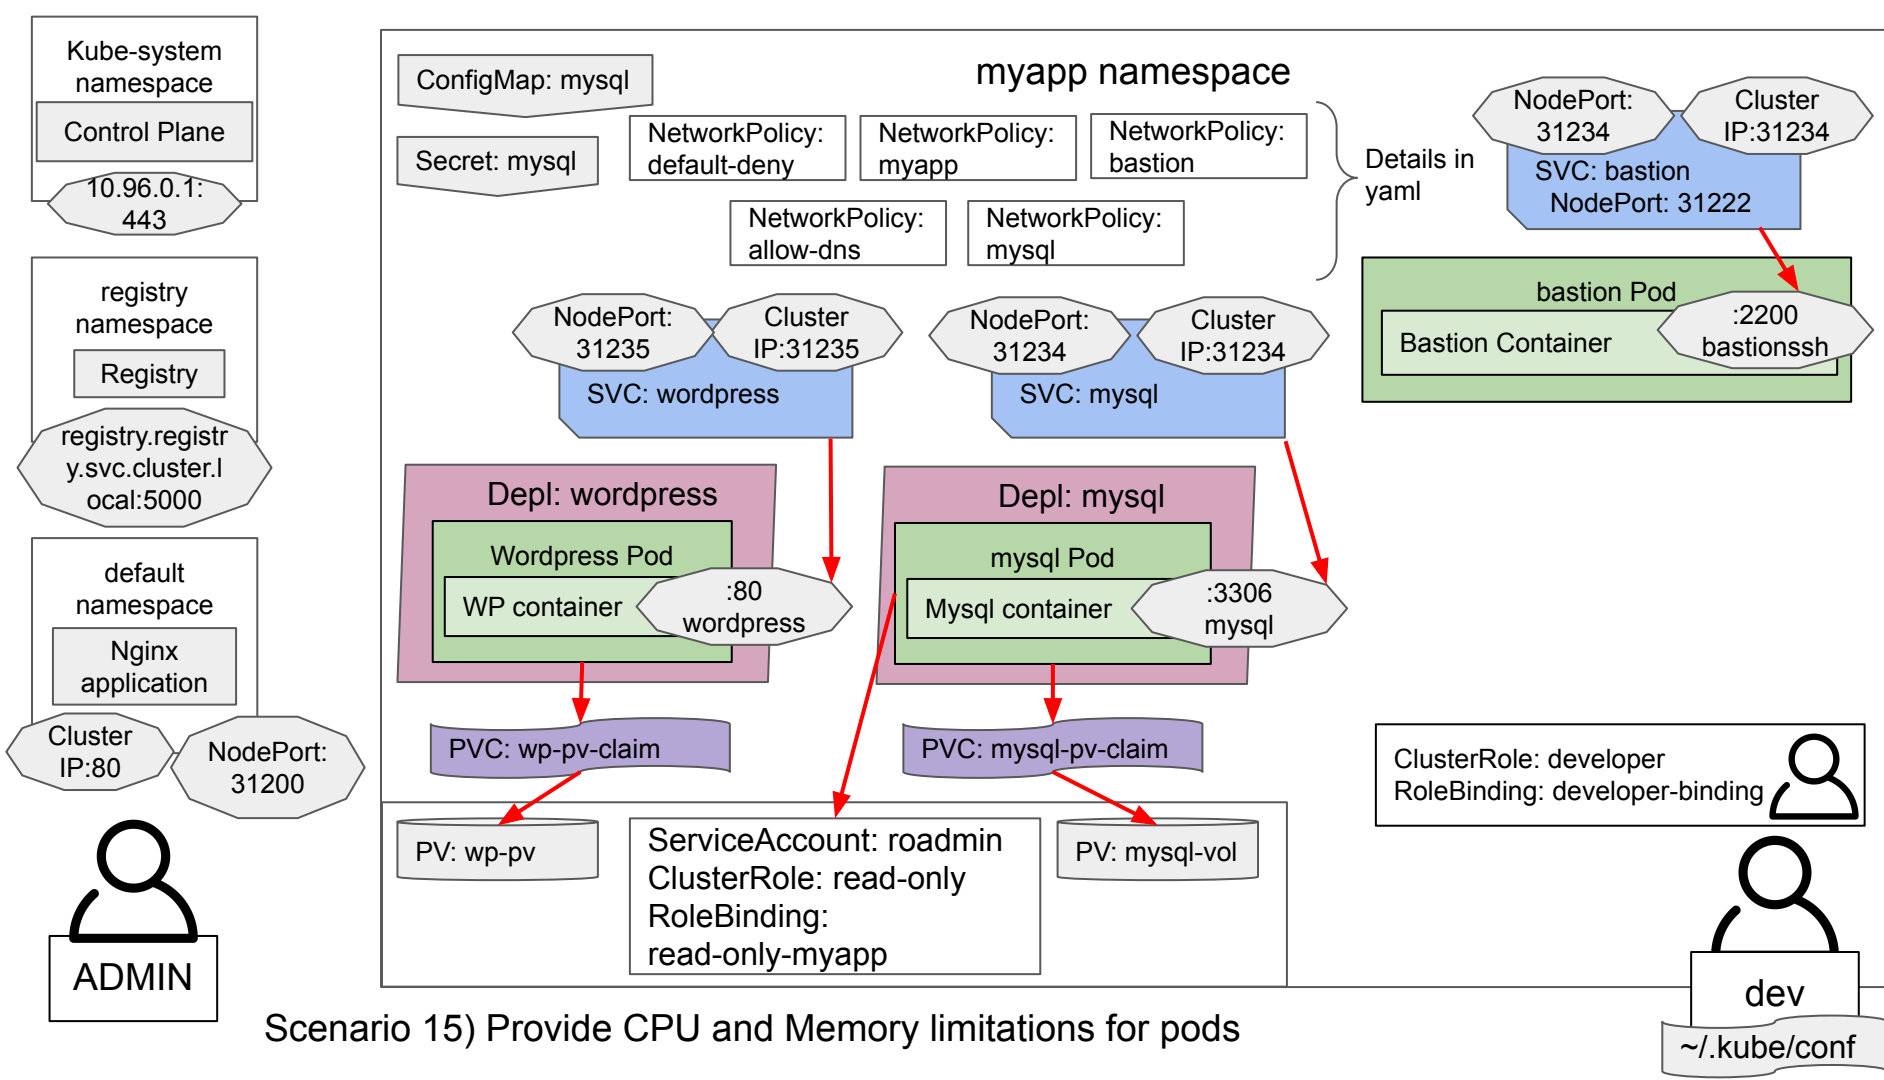 Kube-system
namespace
Control Plane
10.96.0.1:
443
registry
namespace
Registry
registry.registr
y.svc.cluster.l
ocal:5000
default
namespace
Nginx
application
Cluster
IP:80
NodePort:
31200
ADMIN
myapp namespace
ConfigMap: mysql
Secret: mysql
NetworkPolicy:
default-deny
NetworkPolicy:
myapp
NetworkPolicy:
bastion
NetworkPolicy:
allow-dns
NetworkPolicy:
mysql
Details in
yaml
NodePort:
31234
Cluster
IP:31234
SVC: bastion
NodePort: 31222
bastion Pod
Bastion Container
:2200
bastionssh
NodePort:
31235
Cluster
IP:31235
SVC: wordpress
NodePort:
31234
Cluster
IP:31234
SVC: mysql
Depl: wordpress
Wordpress Pod
WP container
:80
wordpress
Depl: mysql
mysql Pod
Mysql container
:3306
mysql
PVC: wp-pv-claim
PVC: mysql-pv-claim
PV: wp-pv
ServiceAccount: roadmin
ClusterRole: read-only
RoleBinding:
read-only-myapp
PV: mysql-vol
ClusterRole: developer
RoleBinding: developer-binding
dev
~/.kube/conf
Scenario 15) Provide CPU and Memory limitations for pods